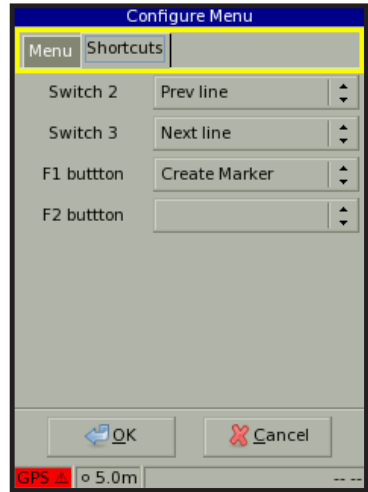 Configure Menu
Menu Shortcuts
Switch 2 Prev line
Switch 3 Next line
F1 buttton Create Marker
F2 buttton
OK Cancel
GPS ⚠ o 5.0m -- --